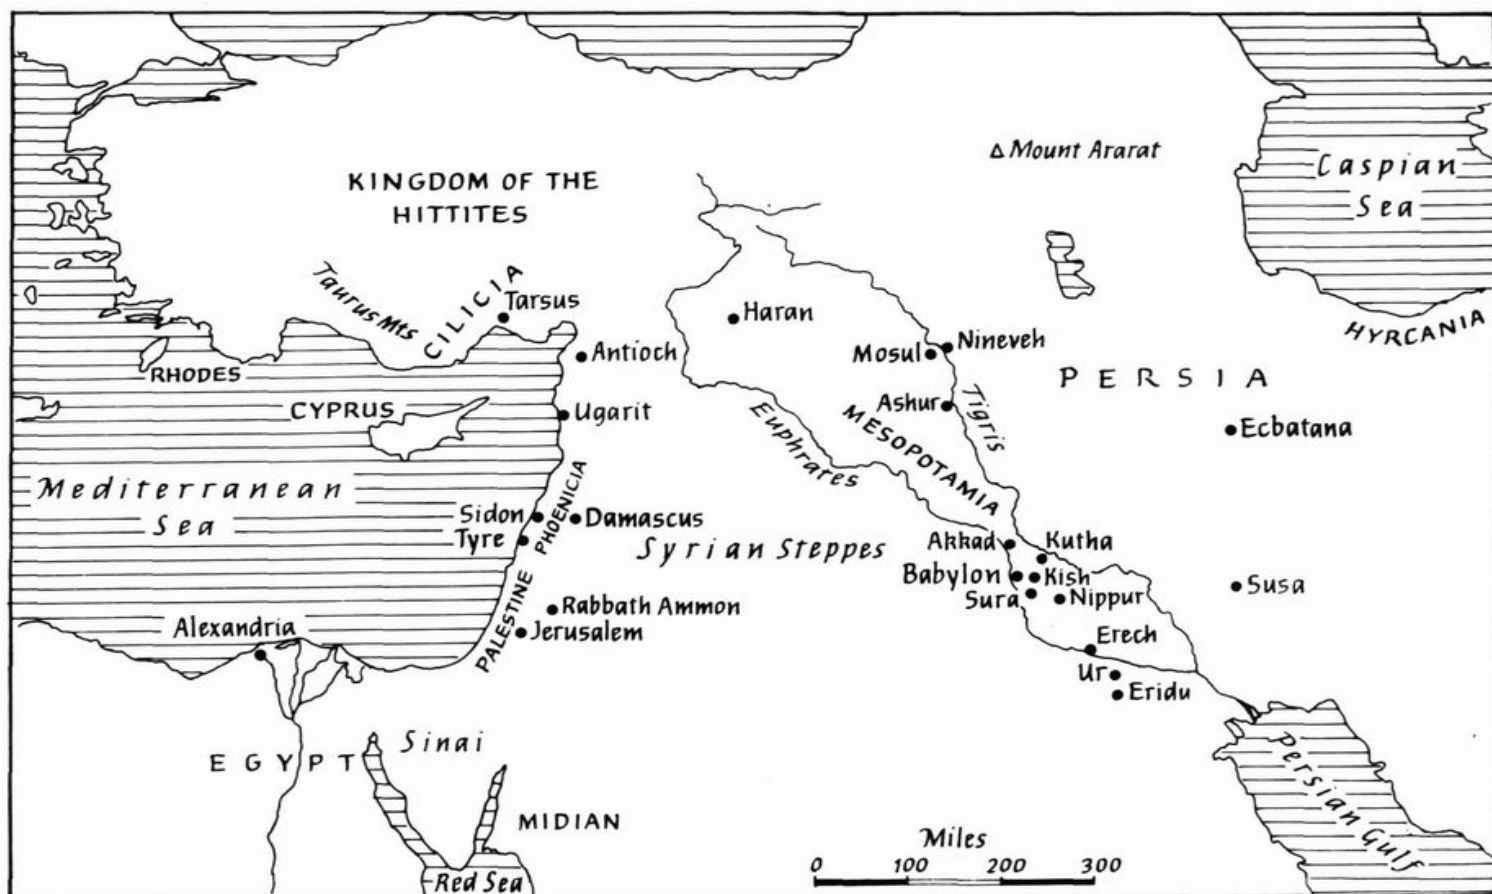 Mount Ararat
Caspian
Sea
KINGDOM OF THE
HITTITES
Taurus Mts
CILICIA
Tarsus
Haran
HYRCANIA
Nineveh
Mosul
Antioch
RHODES
PERSIA
CYPRUS
Ugarit
Ashur
Tigris
MESOPOTAMIA
Euphrates
Ecbatana
Mediterranean
Sea
Sidon
Tyre
PHOENICIA
Damascus
Syrian Steppes
Akkad
Kutha
Babylon
Kish
Sura
Nippur
Susa
Rabbath Ammon
Jerusalem
PALESTINE
Alexandria
Erech
Ur
Eridu
EGYPT
Sinai
Persian Gulf
MIDIAN
Miles
0 100 200 300
Red Sea